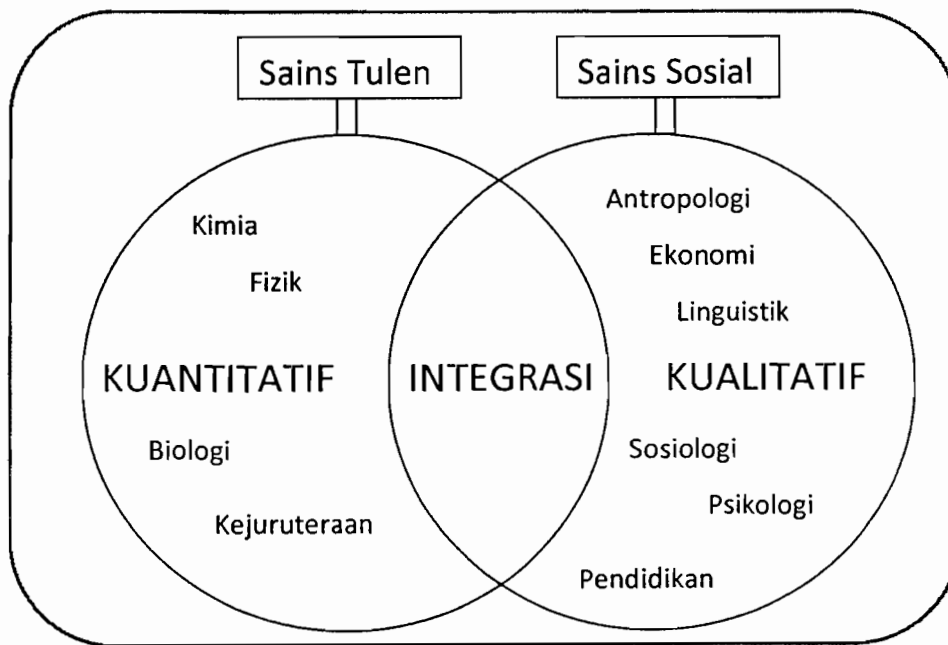 Sains Tulen
Sains Sosial
Kimia
Fizik
KUANTITATIF
Biologi
Kejuruteraan
INTEGRASI
Antropologi
Ekonomi
Linguistik
KUALITATIF
Sosiologi
Psikologi
Pendidikan